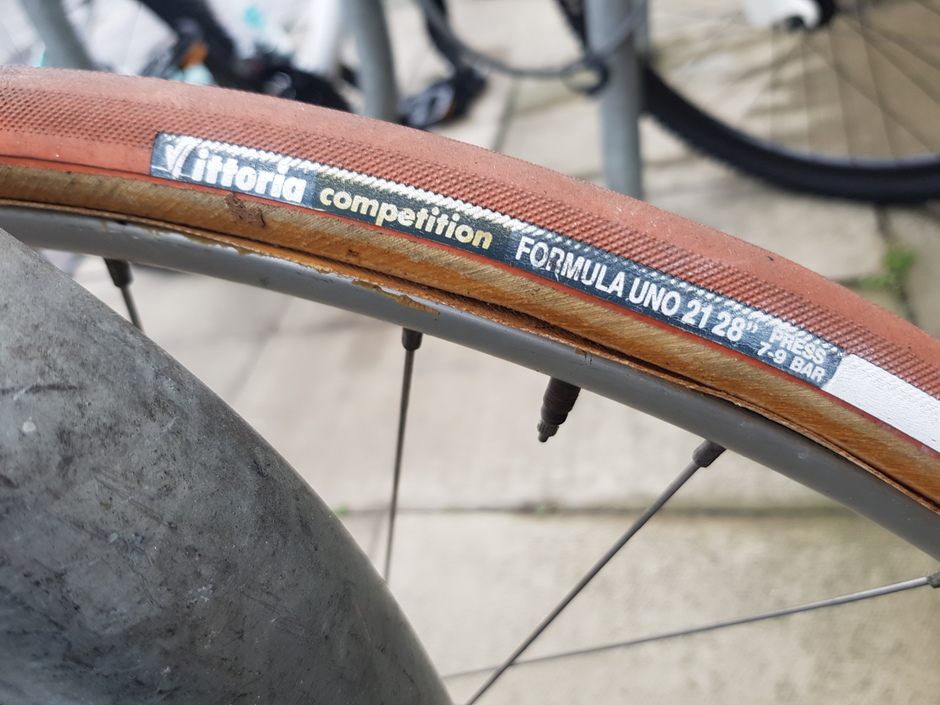 Vittoria competition FORMULA UNO 21 28" PRESS
7-9 BAR